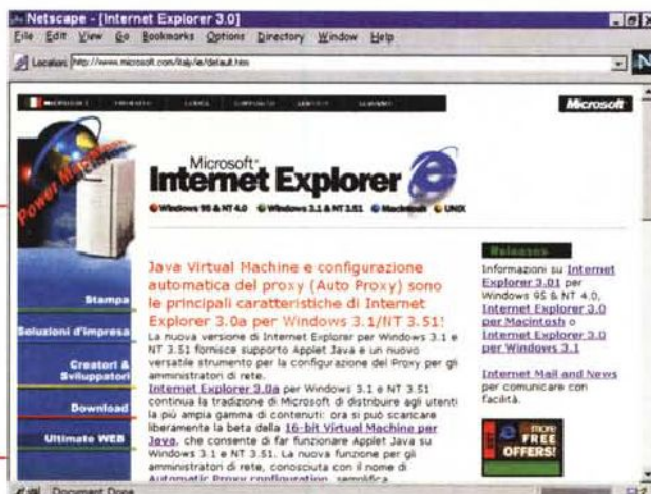 Netscape - [Internet Explorer 3.0]
File Edit View Go Bookmarks Options Directory Window Help
Location: http://www.microsoft.com/italy/ie/default.htm
N
MICROSOFT
Microsoft
Power Macintosh
Microsoft
Internet Explorer
Windows 95 & NT 4.0 Windows 3.1 & NT 3.51 Macintosh UNIX
Stampa
Soluzioni d'Impresa
Creatori &
Sviluppatori
Download
Ultimate WEB
Java Virtual Machine e configurazione
automatica del proxy (Auto Proxy) sono
le principali caratteristiche di Internet
Explorer 3.0a per Windows 3.1/NT 3.51!
La nuova versione di Internet Explorer per Windows 3.1 e
NT 3.51 fornisce supporto Applet Java e un nuovo
versatile strumento per la configurazione del Proxy per gli
amministratori di rete.
Internet Explorer 3.0a per Windows 3.1 e NT 3.51
continua la tradizione di Microsoft di distribuire agli utenti
la più ampia gamma di contenuti: ora si può scaricare
liberamente la beta della 16-bit Virtual Machine per
Java, che consente di far funzionare Applet Java su
Windows 3.1 e NT 3.51. La nuova funzione per gli
amministratori di rete, conosciuta con il nome di
Automatic Proxy configuration, semplifica
Releases
Informazioni su Internet
Explorer 3.01 per
Windows 95 & NT 4.0,
Internet Explorer 3.0
per Macintosh o
Internet Explorer 3.0
per Windows 3.1
Internet Mail and News
per comunicare con
facilità.
more
FREE
OFFERS!
Document Done